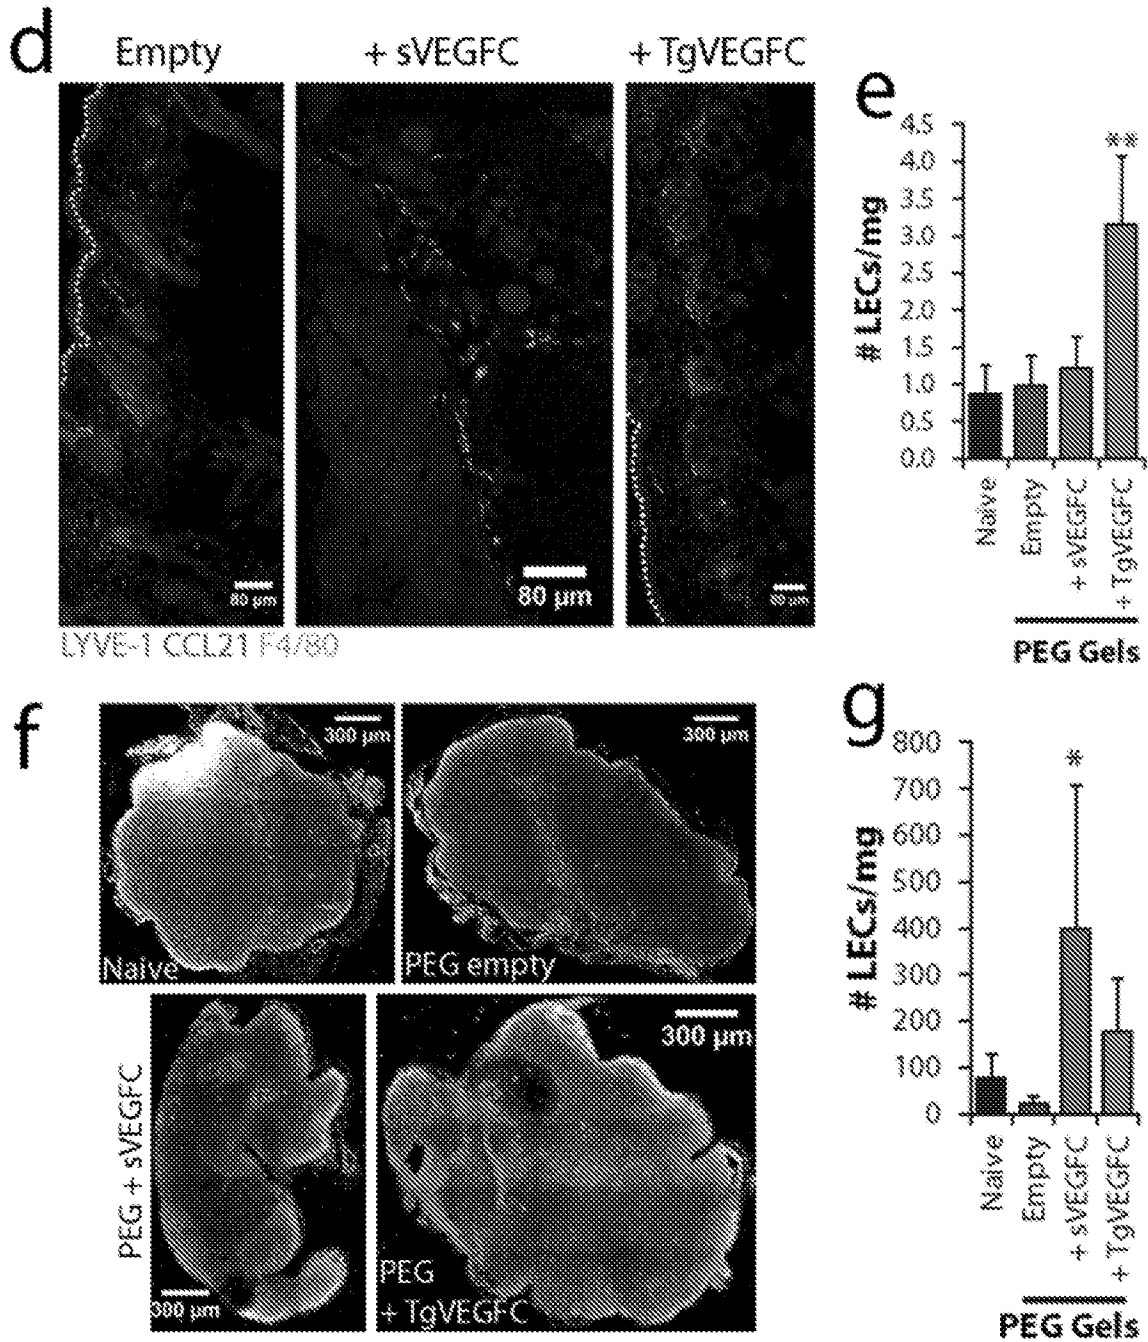 d
Empty
+ sVEGFC
+ TgVEGFC
80 µm
80 µm
80 µm
LYVE-1 CCL21 F4/80
e
# LECs/mg
4.5
4.0
3.5
3.0
2.5
2.0
1.5
1.0
0.5
0.0
**
Naive
Empty
+ sVEGFC
+ TgVEGFC
PEG Gels
f
300 µm
Naive
300 µm
PEG empty
PEG + sVEGFC
300 µm
300 µm
PEG
+ TgVEGFC
g
# LECs/mg
800
700
600
500
400
300
200
100
0
*
Naive
Empty
+ sVEGFC
+ TgVEGFC
PEG Gels